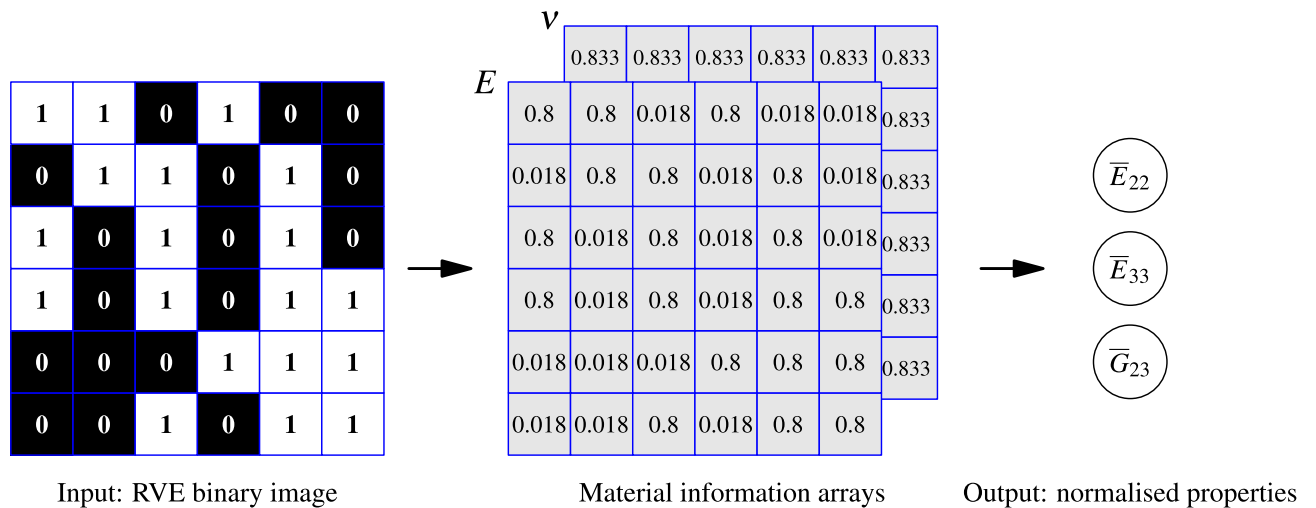 ν
0.833 0.833 0.833 0.833 0.833 0.833
E
1 1 0 1 0 0
0.8 0.8 0.018 0.8 0.018 0.018 0.833
0 1 1 0 1 0
0.018 0.8 0.8 0.018 0.8 0.018 0.833
1 0 1 0 1 0
0.8 0.018 0.8 0.018 0.8 0.018 0.833
1 0 1 0 1 1
0.8 0.018 0.8 0.018 0.8 0.8 0.833
0 0 0 1 1 1
0.018 0.018 0.018 0.8 0.8 0.8 0.833
0 0 1 0 1 1
0.018 0.018 0.8 0.018 0.8 0.8
E̅₂₂
E̅₃₃
G̅₂₃
Input: RVE binary image
Material information arrays
Output: normalised properties